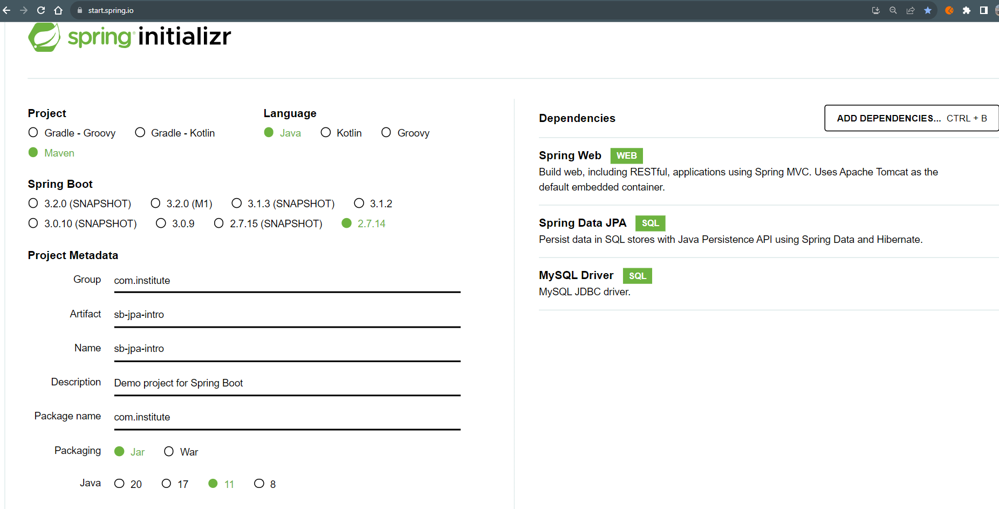 start.spring.io
spring initializr
Project
Gradle - Groovy Gradle - Kotlin
Maven
Language
Java Kotlin Groovy
Spring Boot
3.2.0 (SNAPSHOT) 3.2.0 (M1) 3.1.3 (SNAPSHOT) 3.1.2
3.0.10 (SNAPSHOT) 3.0.9 2.7.15 (SNAPSHOT) 2.7.14
Project Metadata
Group com.institute
Artifact sb-jpa-intro
Name sb-jpa-intro
Description Demo project for Spring Boot
Package name com.institute
Packaging Jar War
Java 20 17 11 8
Dependencies ADD DEPENDENCIES... CTRL + B
Spring Web WEB
Build web, including RESTful, applications using Spring MVC. Uses Apache Tomcat as the
default embedded container.
Spring Data JPA SQL
Persist data in SQL stores with Java Persistence API using Spring Data and Hibernate.
MySQL Driver SQL
MySQL JDBC driver.